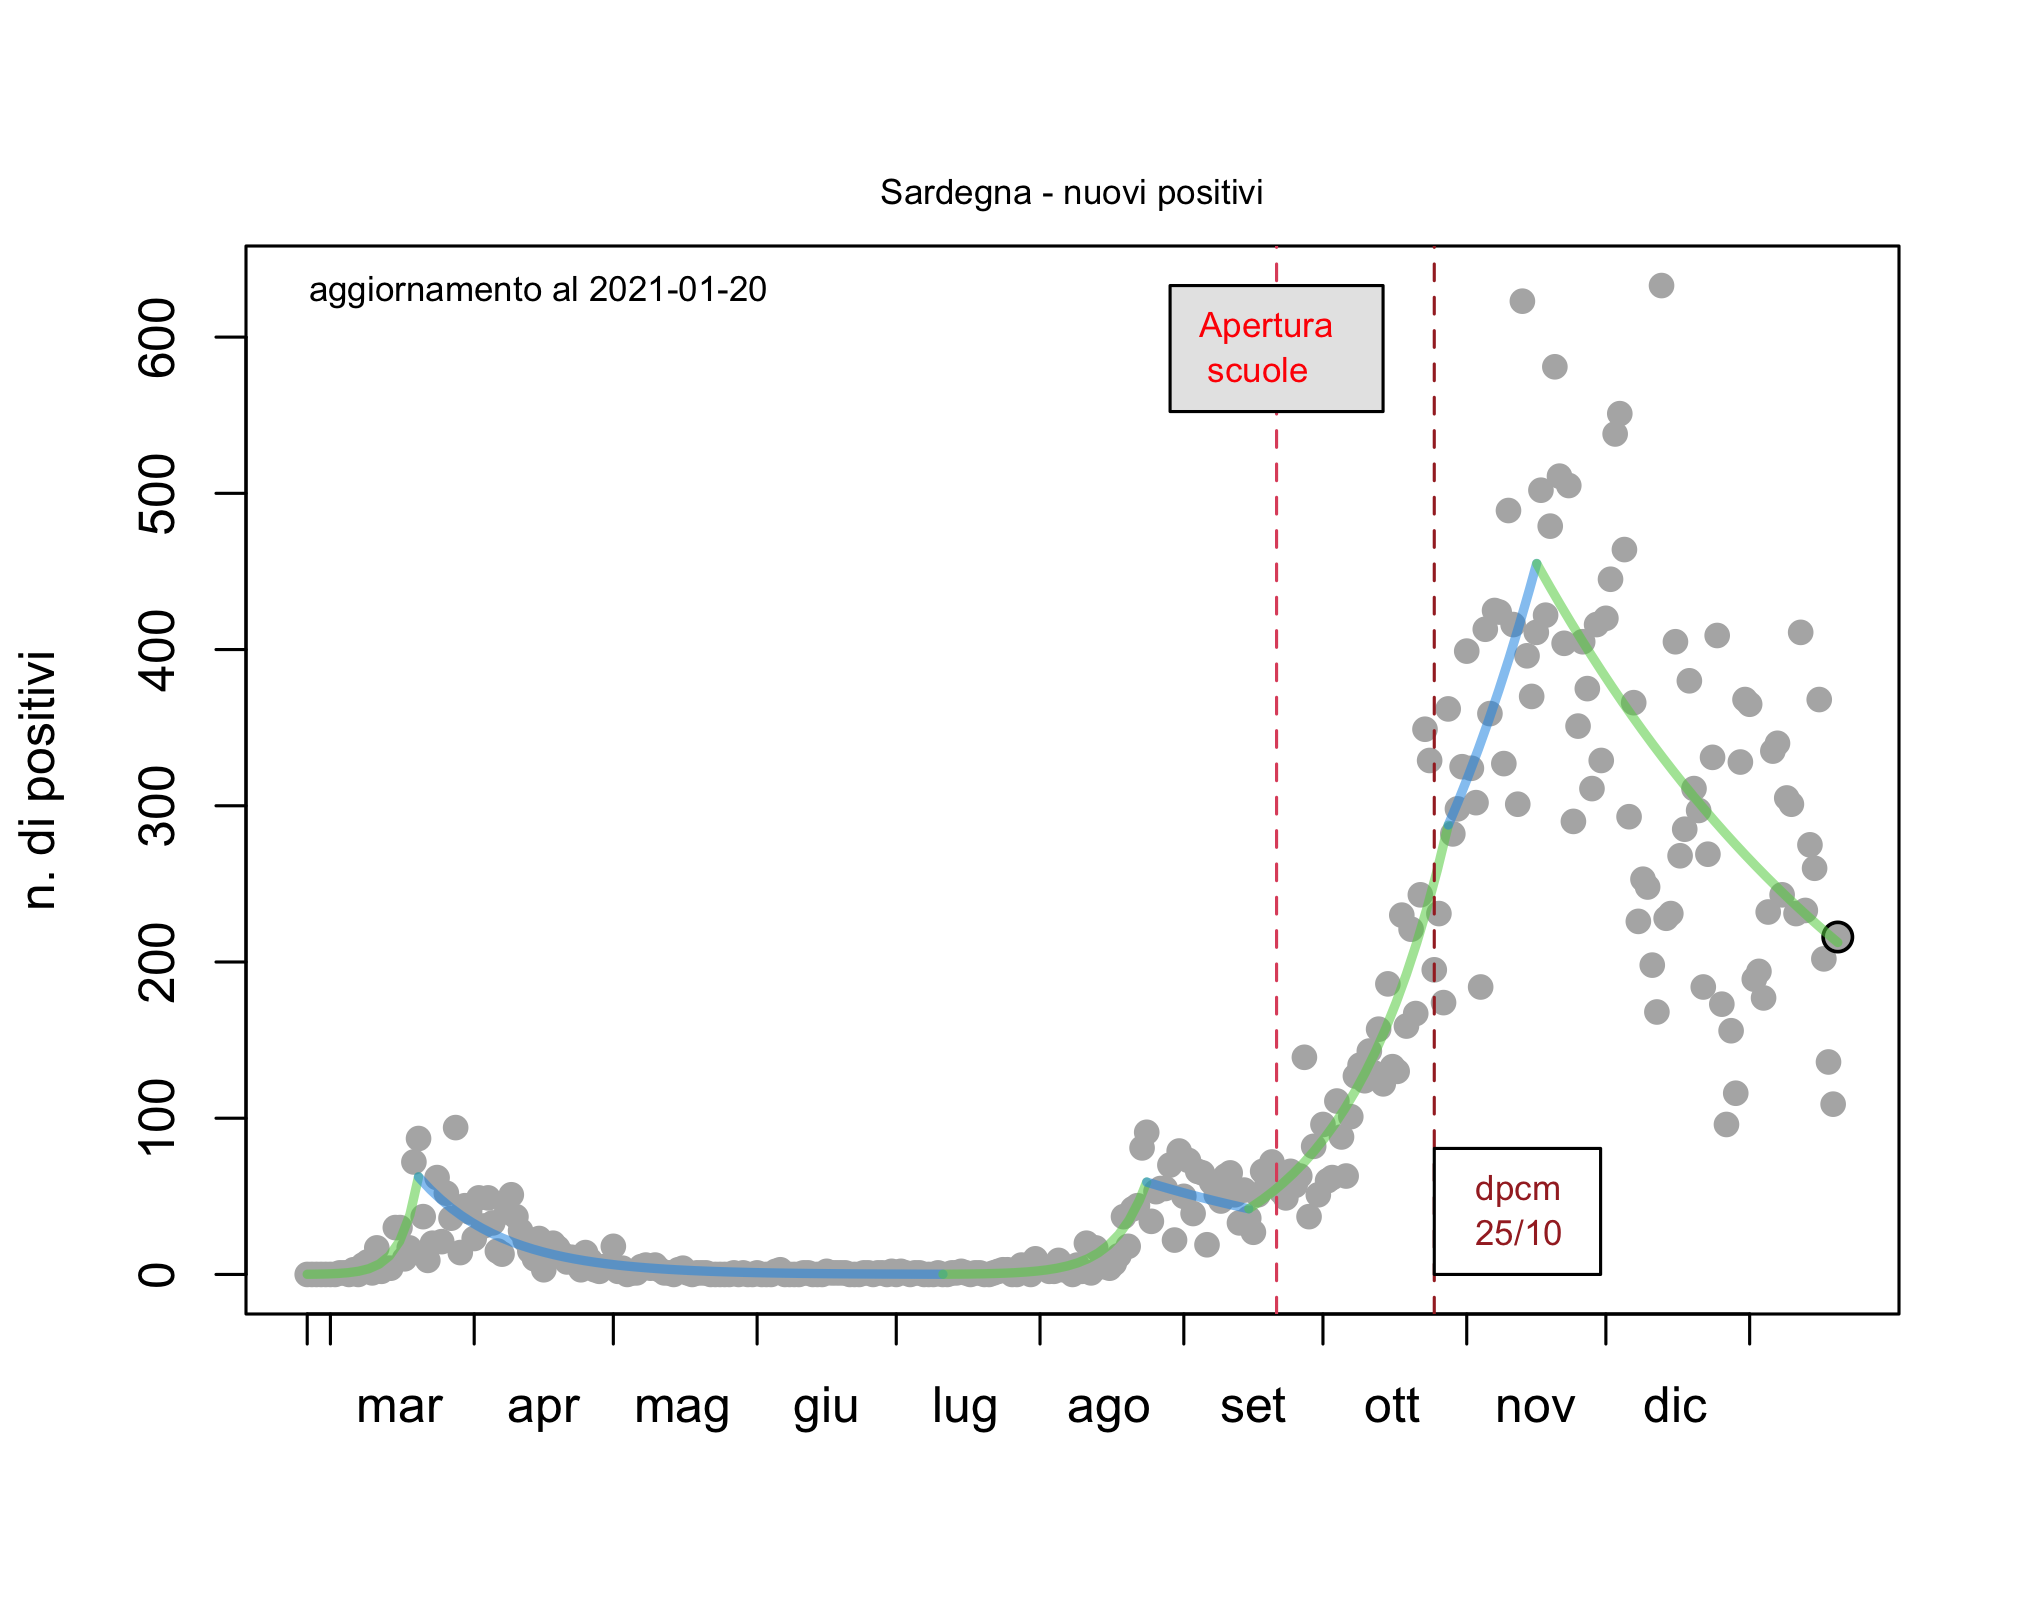 Sardegna - nuovi positivi
aggiornamento al 2021-01-20
Apertura
scuole
dpcm
25/10
n. di positivi
600
500
400
300
200
100
0
mar apr mag giu lug ago set ott nov dic